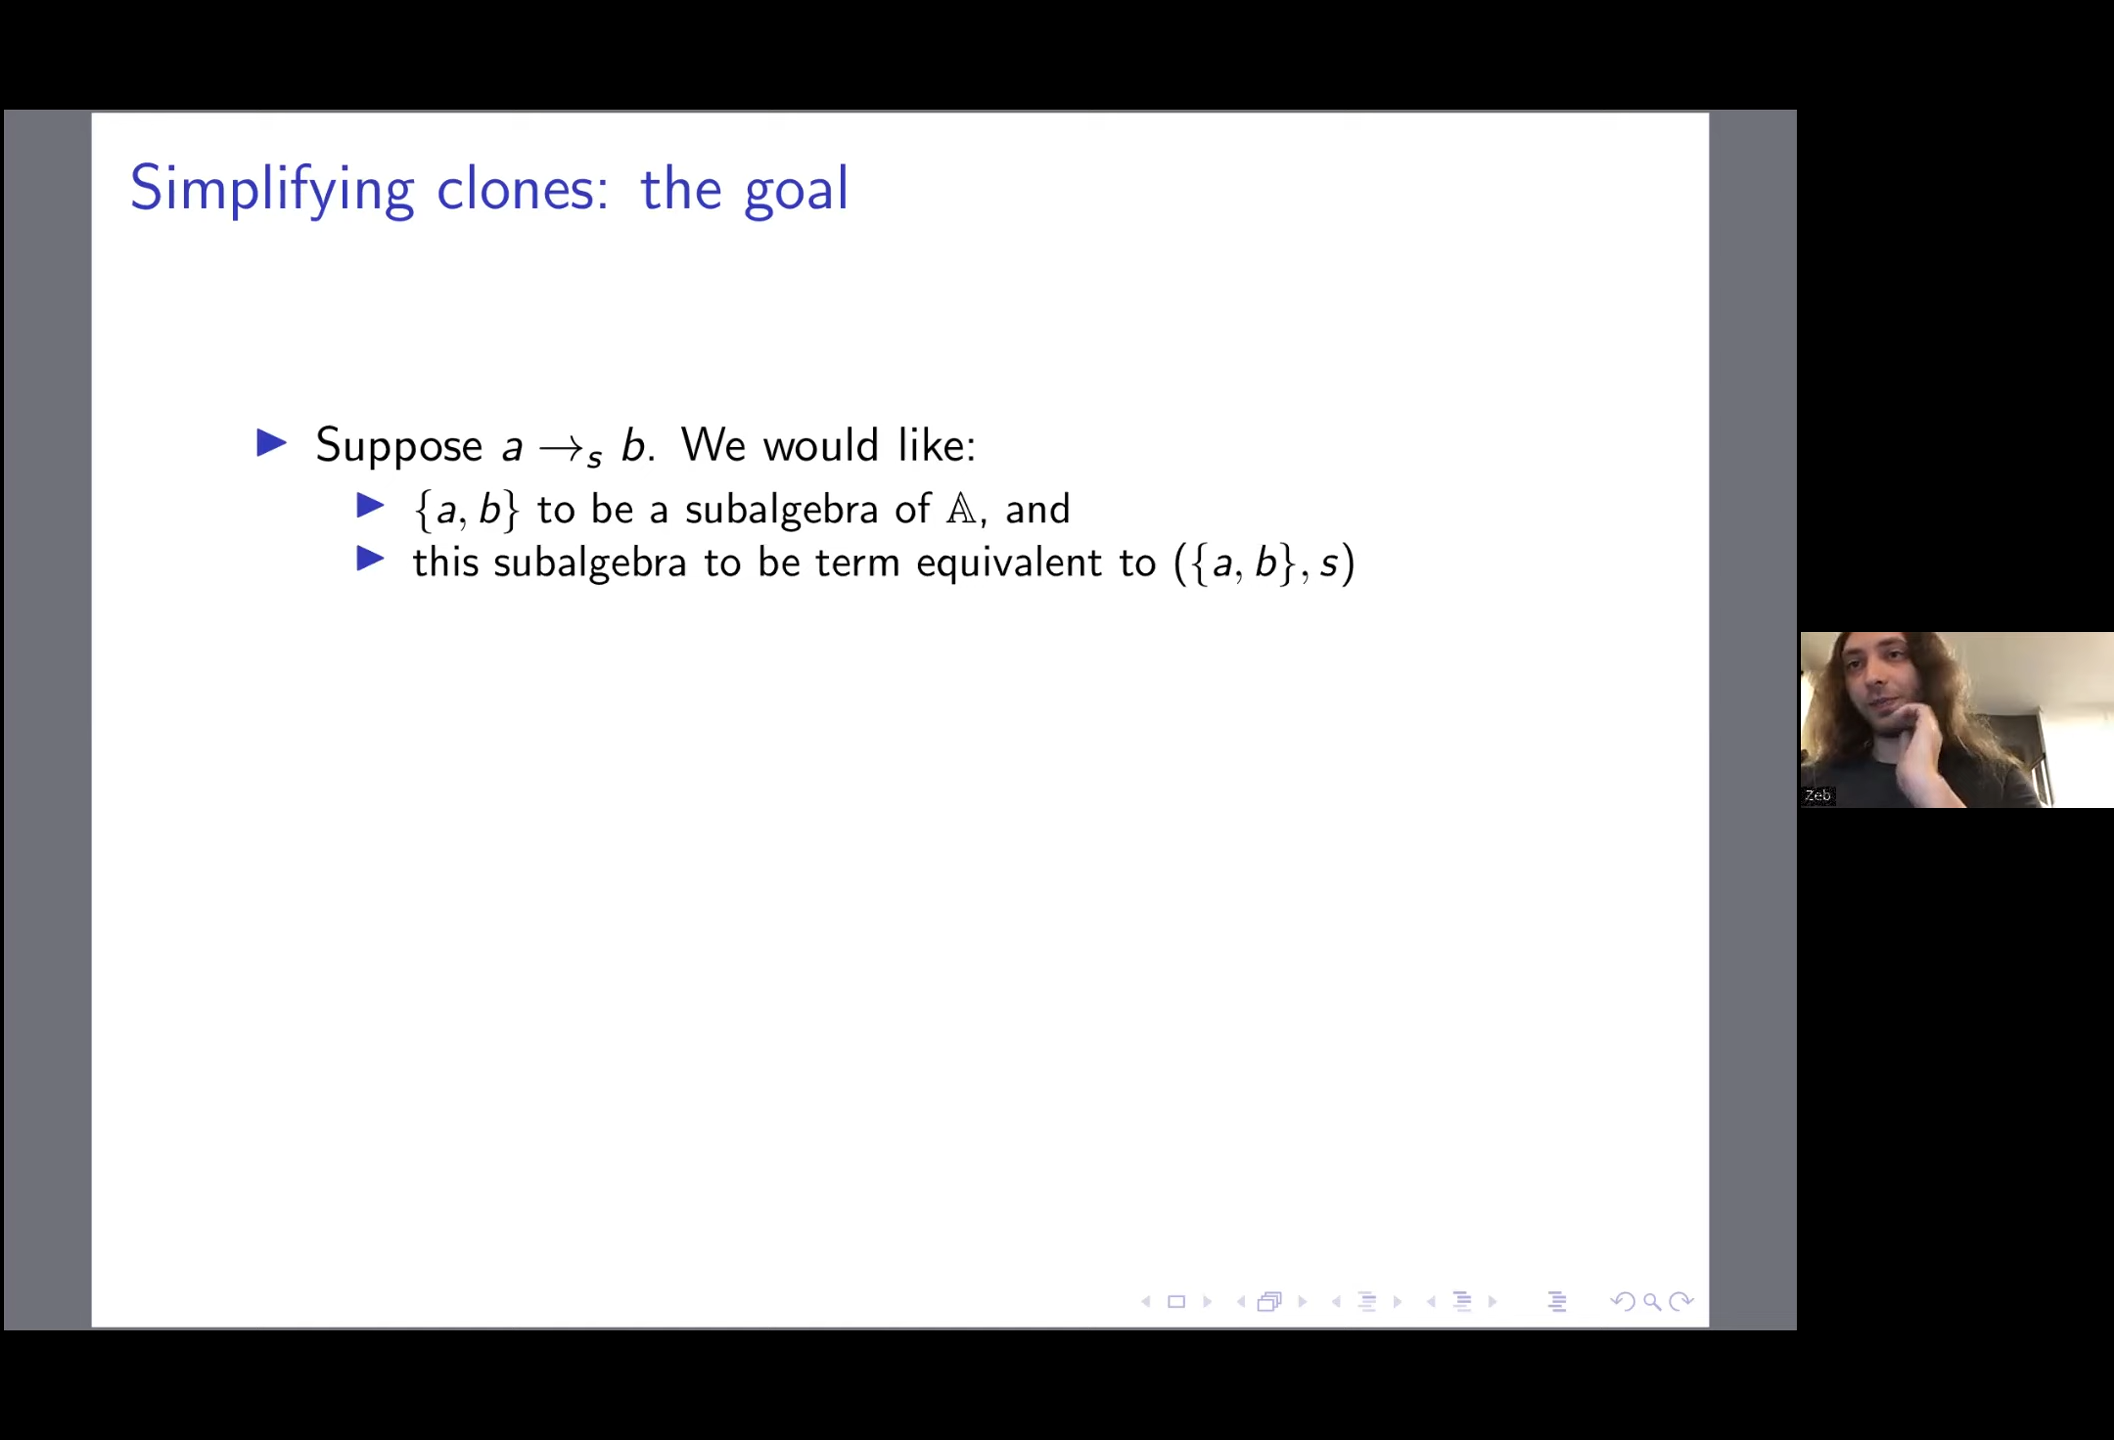 Simplifying clones: the goal
▶ Suppose a →ₛ b. We would like:
▶ {a, b} to be a subalgebra of 𝔸, and
▶ this subalgebra to be term equivalent to ({a, b}, s)
Zeb